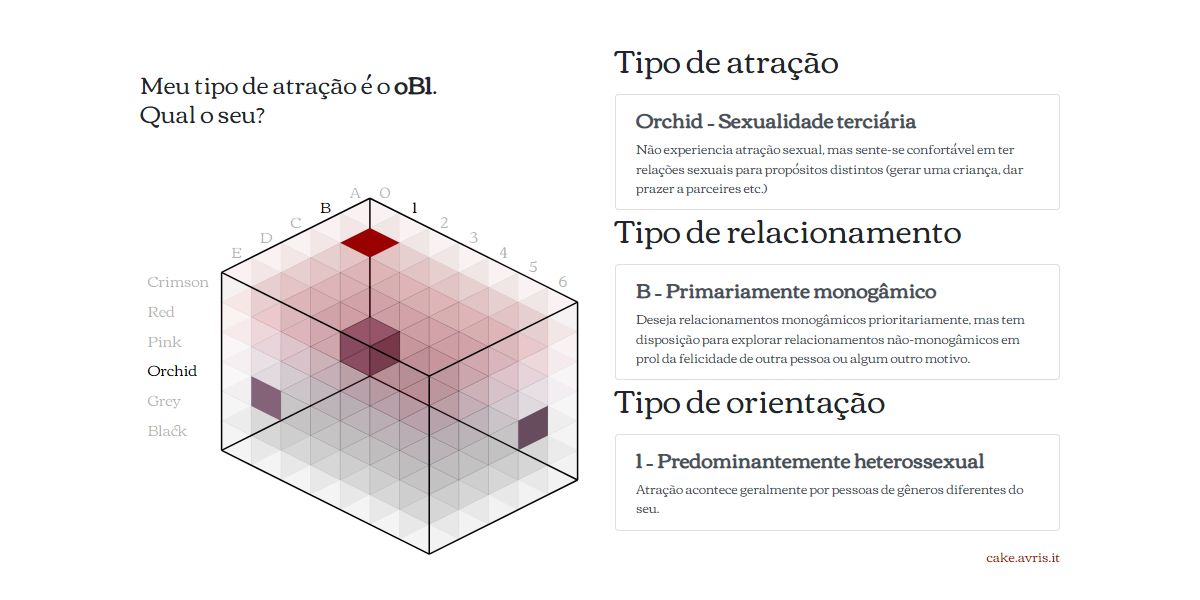 Meu tipo de atração é o oB1.
Qual o seu?
A O
B 1
C 2
D 3
E 4
5
6
Crimson
Red
Pink
Orchid
Grey
Black
Tipo de atração
Orchid - Sexualidade terciária
Não experiencia atração sexual, mas sente-se confortável em ter
relações sexuais para propósitos distintos (gerar uma criança, dar
prazer a parceires etc.)
Tipo de relacionamento
B - Primariamente monogâmico
Deseja relacionamentos monogâmicos prioritariamente, mas tem
disposição para explorar relacionamentos não-monogâmicos em
prol da felicidade de outra pessoa ou algum outro motivo.
Tipo de orientação
1 - Predominantemente heterossexual
Atração acontece geralmente por pessoas de gêneros diferentes do
seu.
cake.avris.it